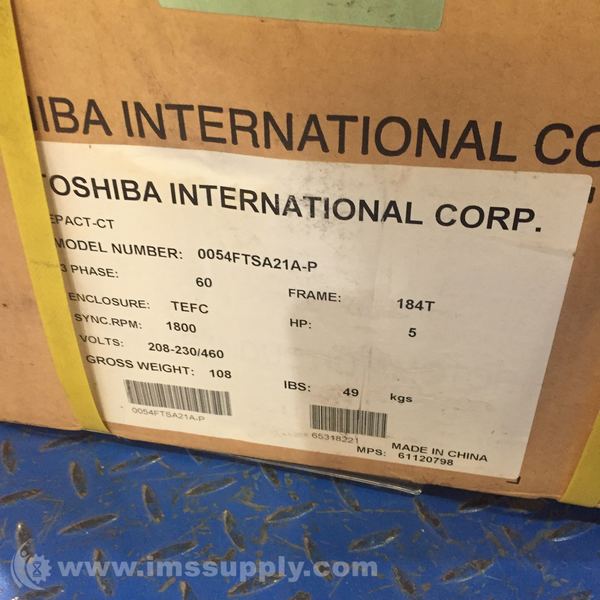 IBA INTERNATIONAL CO
TOSHIBA INTERNATIONAL CORP.
EPACT-CT
MODEL NUMBER: 0054FTSA21A-P
3 PHASE: 60 FRAME: 184T
ENCLOSURE: TEFC
SYNC.RPM: 1800 HP: 5
VOLTS: 208-230/460
GROSS WEIGHT: 108 IBS: 49 kgs
0054FTSA21A-P
65318221
MADE IN CHINA
MPS: 61120798
www.imssupply.com